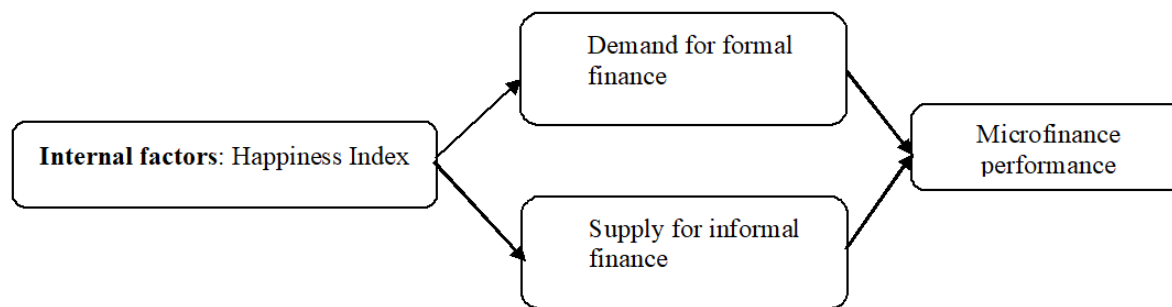 Demand for formal
finance
Internal factors: Happiness Index
Microfinance
performance
Supply for informal
finance